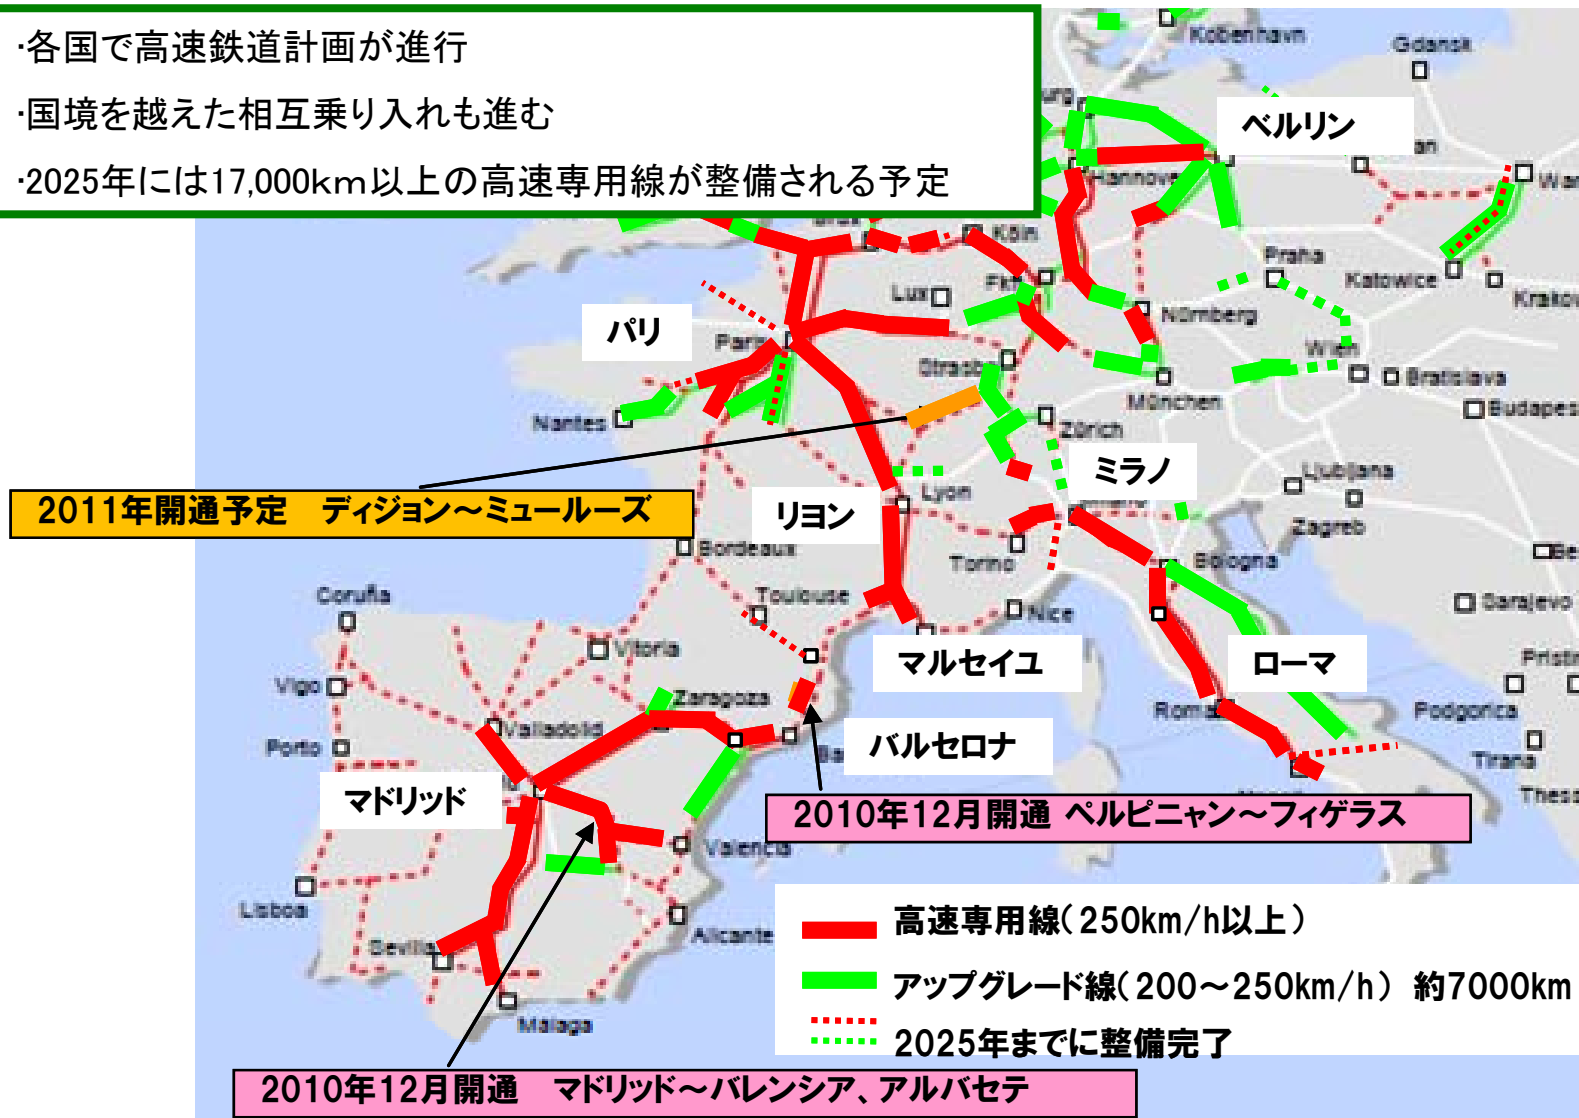 ･各国で高速鉄道計画が進行
･国境を越えた相互乗り入れも進む
･2025年には17,000km以上の高速専用線が整備される予定
København
Gdansk
ベルリン
Hannove
Köln
Praha
Katowice
Krakow
Lux
Nürnberg
パリ
Paris
Strasbo
Wien
Bratislava
München
Budapes
Nantes
Zürich
ミラノ
Ljubljana
2011年開通予定 ディジョン～ミュールーズ
リヨン
Lyon
Zagreb
Bordeaux
Torino
Bologna
Coruña
Toulouse
Nice
Sarajevo
Vitoria
マルセイユ
ローマ
Pristin
Vigo
Zaragoza
Roma
Podgorica
Valladolid
Porto
バルセロナ
Ba
Tirana
マドリッド
Thess
2010年12月開通 ペルピニャン～フィゲラス
Valencia
Lisboa
高速専用線(250km/h以上)
Alicante
Sevilla
アップグレード線(200～250km/h) 約7000km
Málaga
2025年までに整備完了
2010年12月開通 マドリッド～バレンシア、アルバセテ